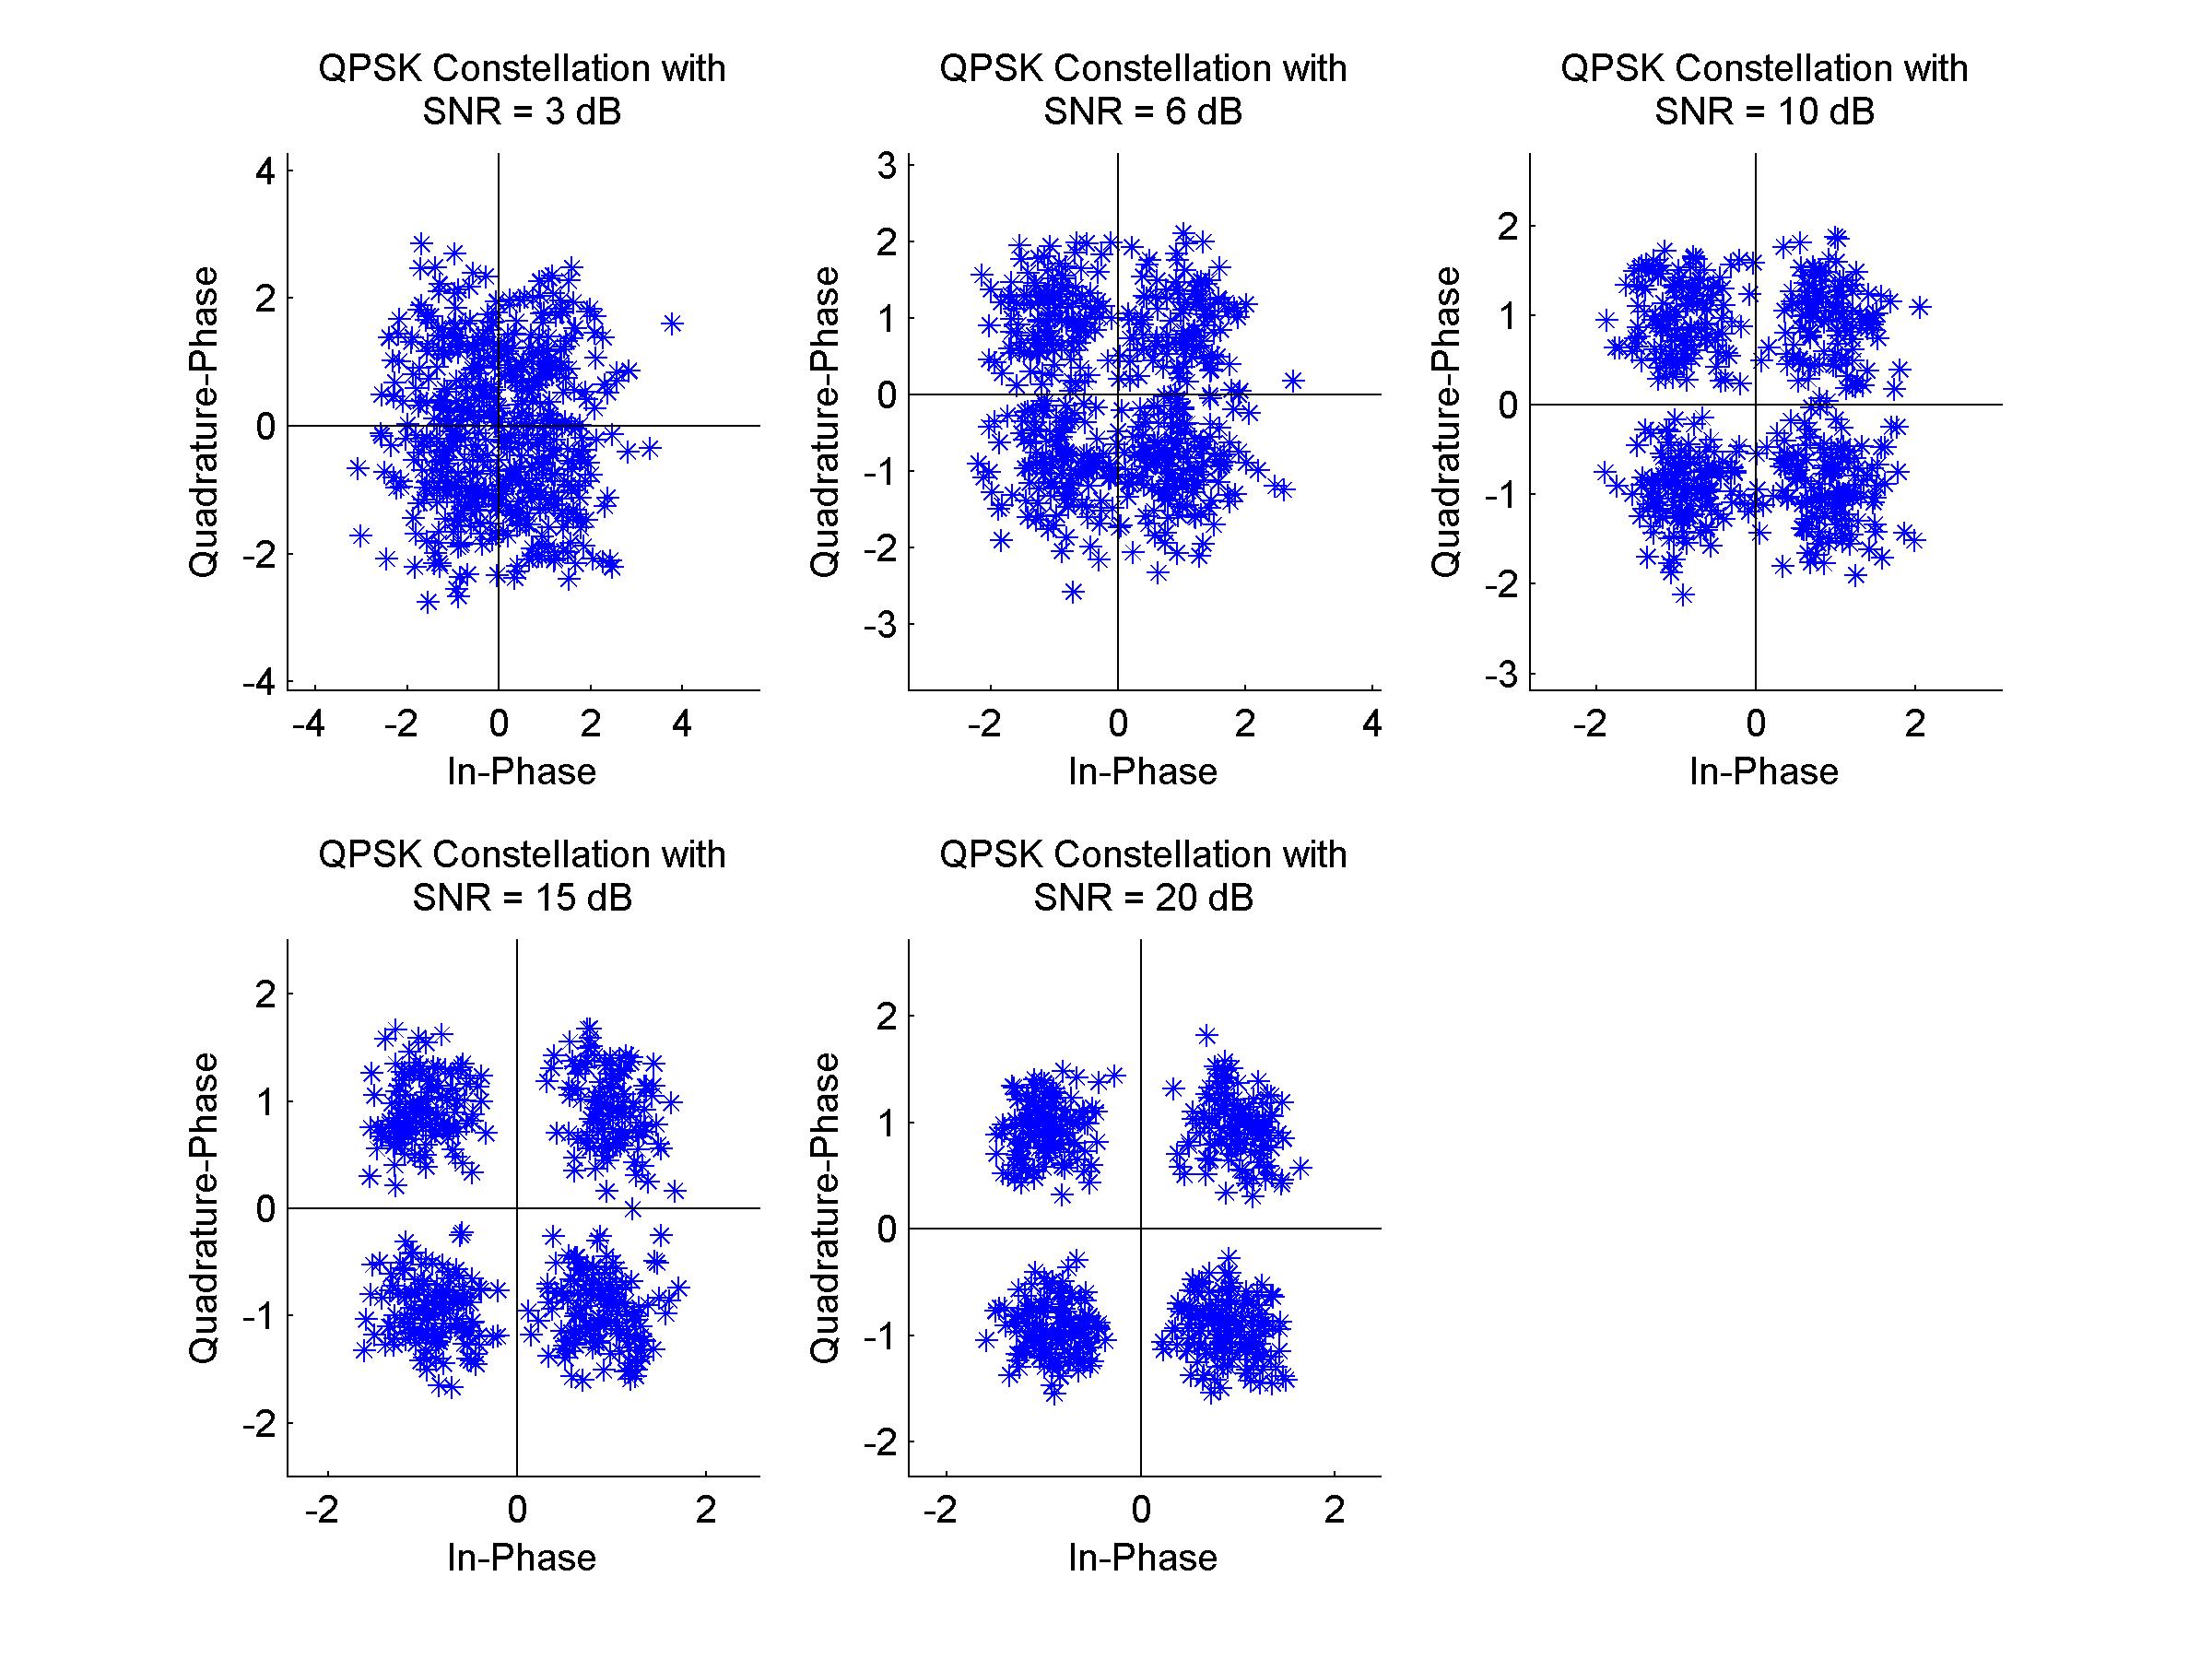 QPSK Constellation with
SNR = 3 dB
4
2
0
-2
-4
Quadrature-Phase
-4 -2 0 2 4
In-Phase
QPSK Constellation with
SNR = 6 dB
3
2
1
0
-1
-2
-3
Quadrature-Phase
-2 0 2 4
In-Phase
QPSK Constellation with
SNR = 10 dB
2
1
0
-1
-2
-3
Quadrature-Phase
-2 0 2
In-Phase
QPSK Constellation with
SNR = 15 dB
2
1
0
-1
-2
Quadrature-Phase
-2 0 2
In-Phase
QPSK Constellation with
SNR = 20 dB
2
1
0
-1
-2
Quadrature-Phase
-2 0 2
In-Phase